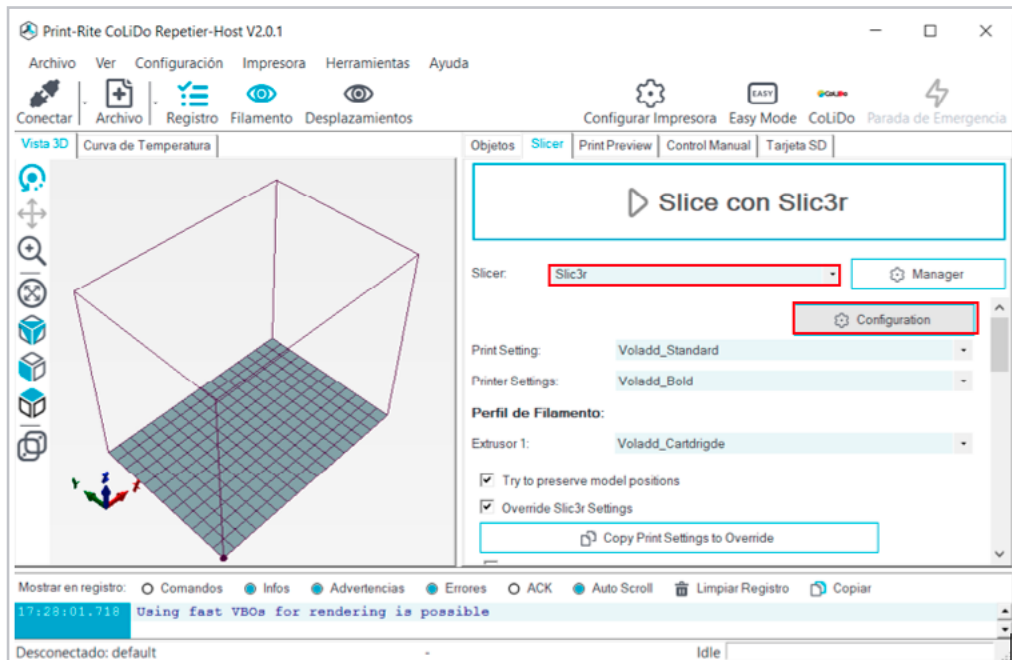 Print-Rite CoLiDo Repetier-Host V2.0.1
Archivo Ver Configuración Impresora Herramientas Ayuda
Conectar Archivo Registro Filamento Desplazamientos Configurar Impresora Easy Mode CoLiDo Parada de Emergencia
EASY
CoLiDo
Vista 3D Curva de Temperatura
Objetos Slicer Print Preview Control Manual Tarjeta SD
Slice con Slic3r
Slicer: Slic3r Manager
Configuration
Print Setting: Voladd_Standard
Printer Settings: Voladd_Bold
Perfil de Filamento:
Extrusor 1: Voladd_Cartdrigde
Try to preserve model positions
Override Slic3r Settings
Copy Print Settings to Override
Y Z X
Mostrar en registro: Comandos Infos Advertencias Errores ACK Auto Scroll Limpiar Registro Copiar
17:28:01.718 Using fast VBOs for rendering is possible
Desconectado: default - Idle